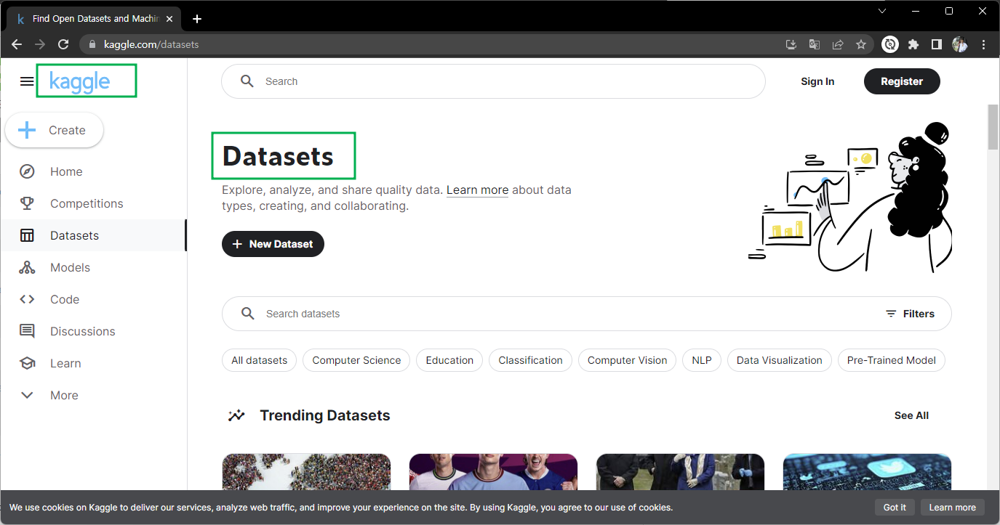 Find Open Datasets and Machin
kaggle.com/datasets
kaggle
Search
Sign In
Register
Create
Home
Competitions
Datasets
Models
Code
Discussions
Learn
More
Datasets
Explore, analyze, and share quality data. Learn more about data
types, creating, and collaborating.
New Dataset
Search datasets
Filters
All datasets
Computer Science
Education
Classification
Computer Vision
NLP
Data Visualization
Pre-Trained Model
Trending Datasets
See All
We use cookies on Kaggle to deliver our services, analyze web traffic, and improve your experience on the site. By using Kaggle, you agree to our use of cookies.
Got it
Learn more